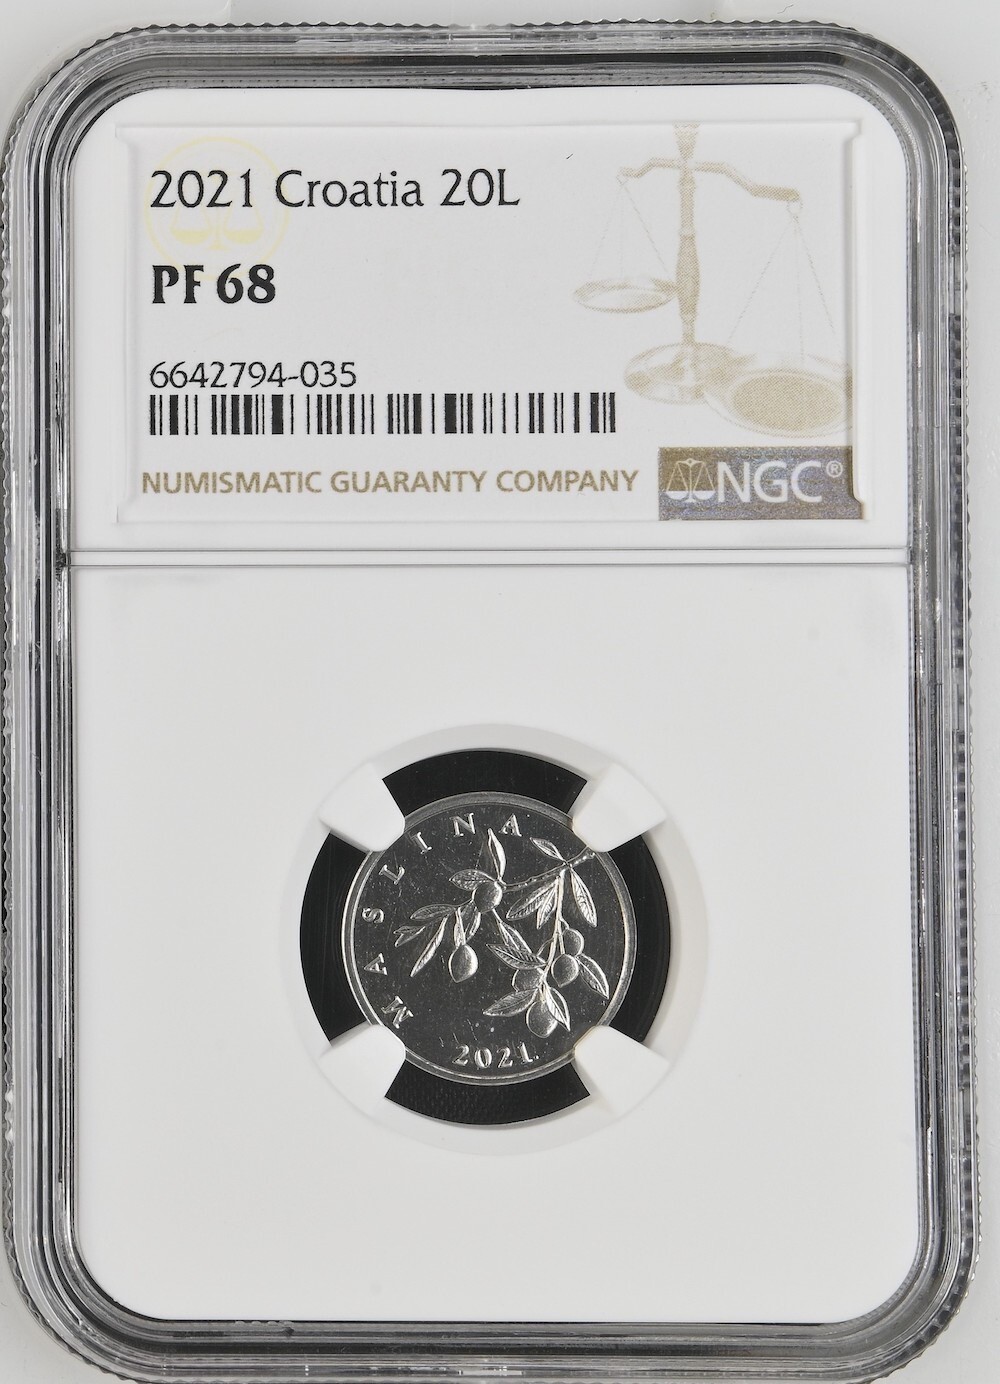 2021 Croatia 20L
PF 68
6642794-035
NUMISMATIC GUARANTY COMPANY
NGC®
MASLINA
2021.